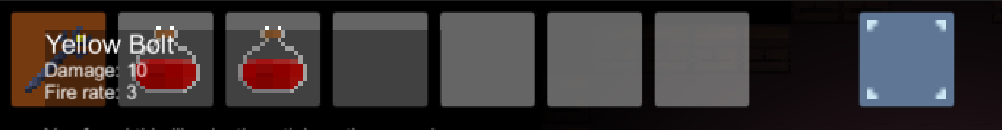 Yellow Bolt
Damage: 10
Fire rate: 3